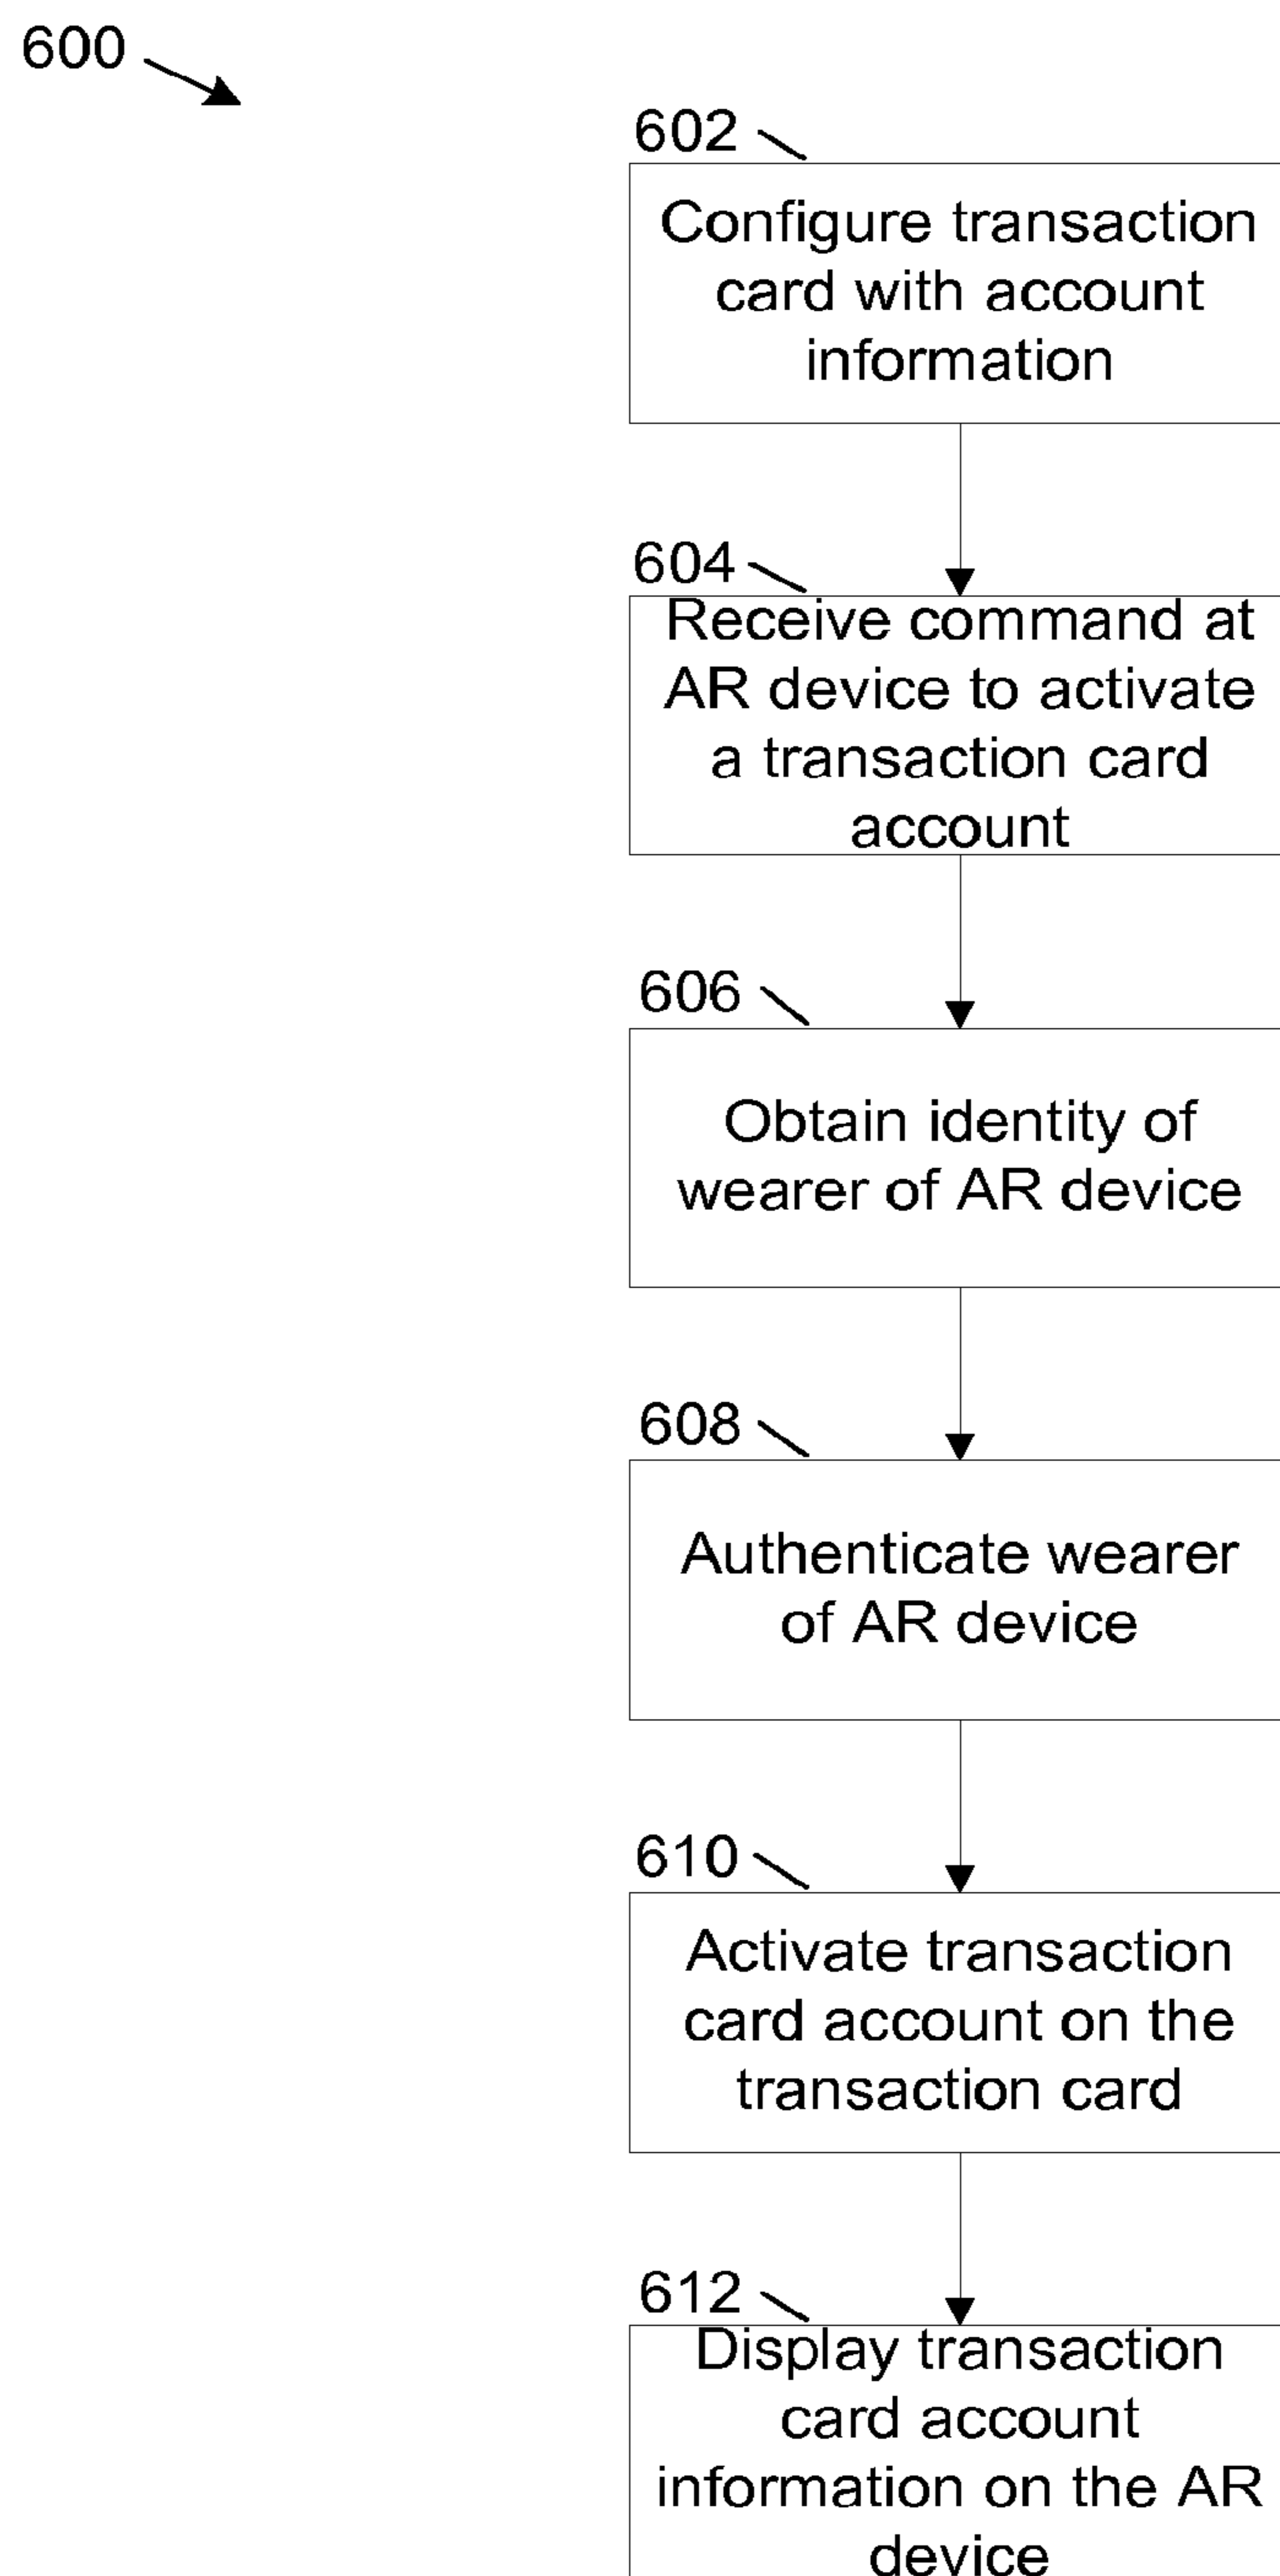 600
602
Configure transaction
card with account
information
604
Receive command at
AR device to activate
a transaction card
account
606
Obtain identity of
wearer of AR device
608
Authenticate wearer
of AR device
610
Activate transaction
card account on the
transaction card
612
Display transaction
card account
information on the AR
device